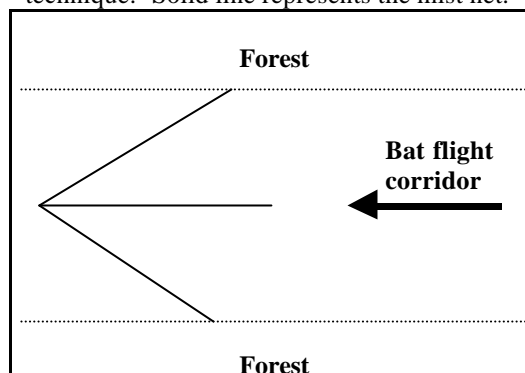 technique. Solid line represents the mist net.
Forest
Bat flight
corridor
Forest